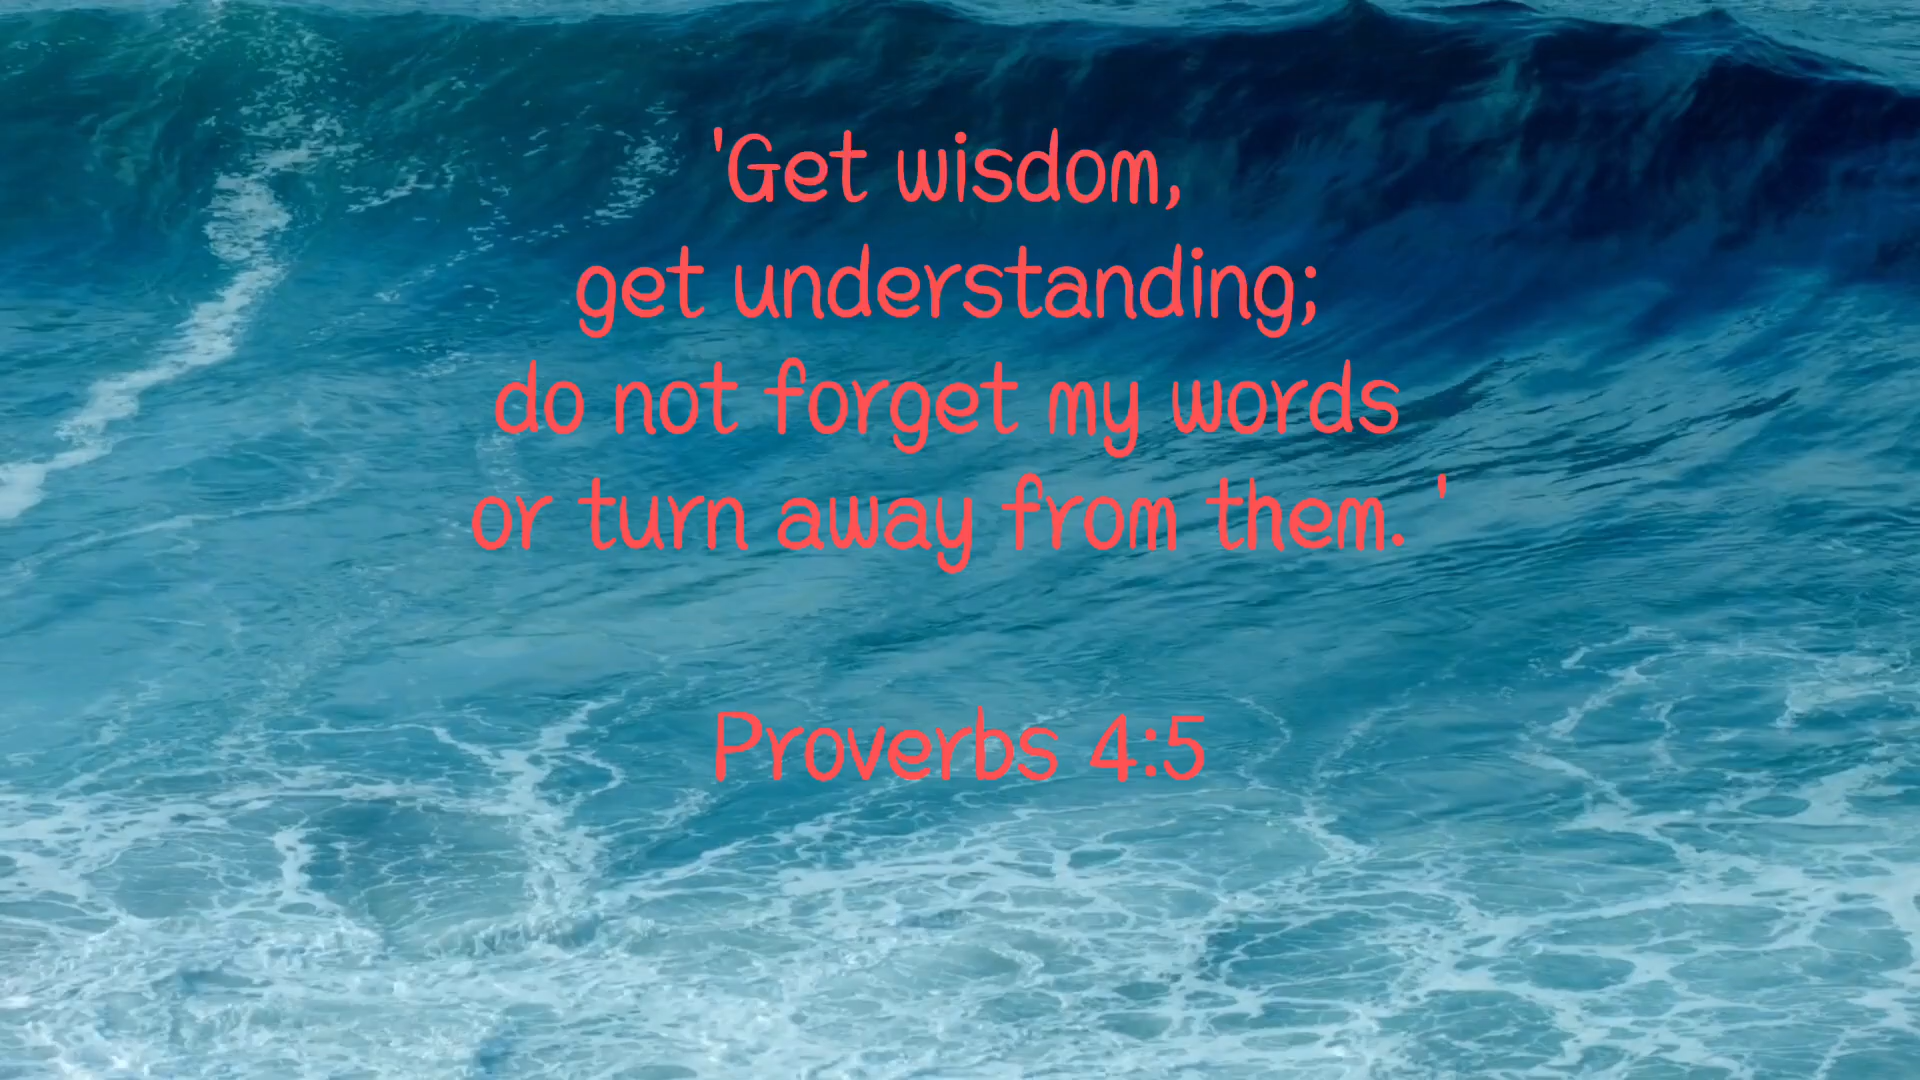 'Get wisdom,
get understanding;
do not forget my words
or turn away from them. '
Proverbs 4:5